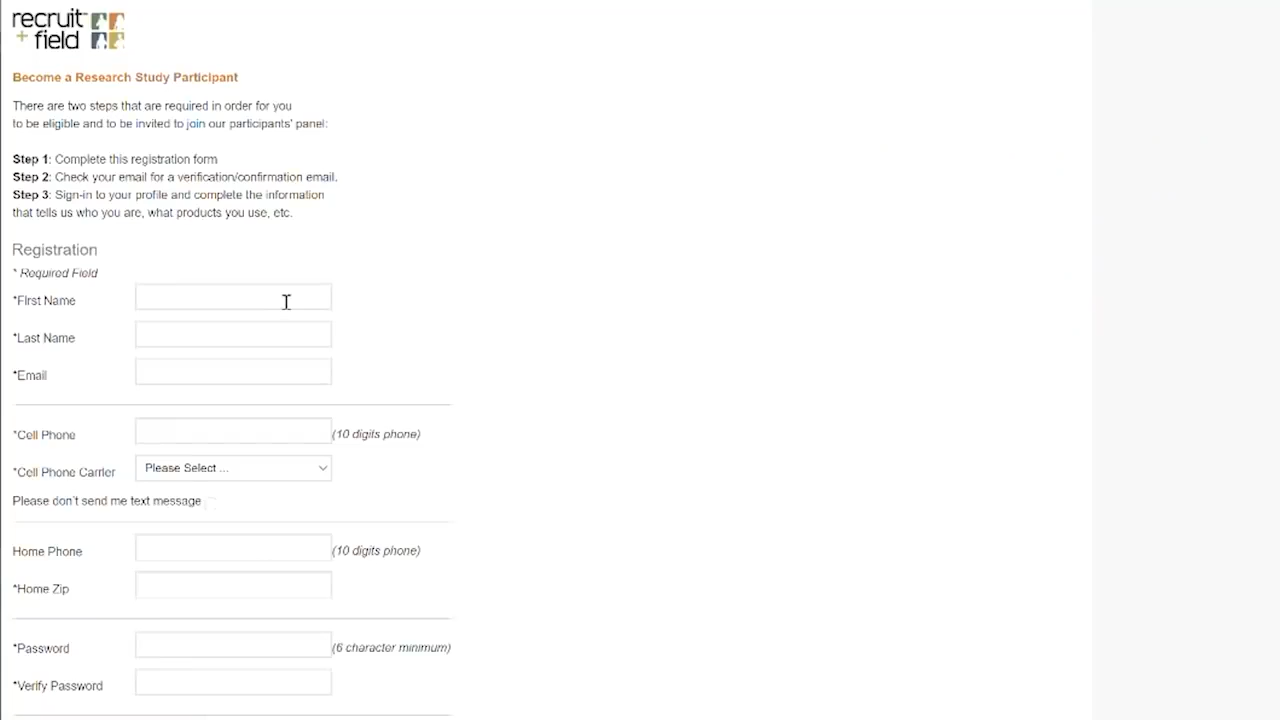 recruit
+ field
Become a Research Study Participant
There are two steps that are required in order for you
to be eligible and to be invited to join our participants' panel:
Step 1: Complete this registration form
Step 2: Check your email for a verification/confirmation email.
Step 3: Sign-in to your profile and complete the information
that tells us who you are, what products you use, etc.
Registration
* Required Field
*First Name
*Last Name
*Email
*Cell Phone (10 digits phone)
*Cell Phone Carrier Please Select ...
Please don't send me text message
Home Phone (10 digits phone)
*Home Zip
*Password (6 character minimum)
*Verify Password